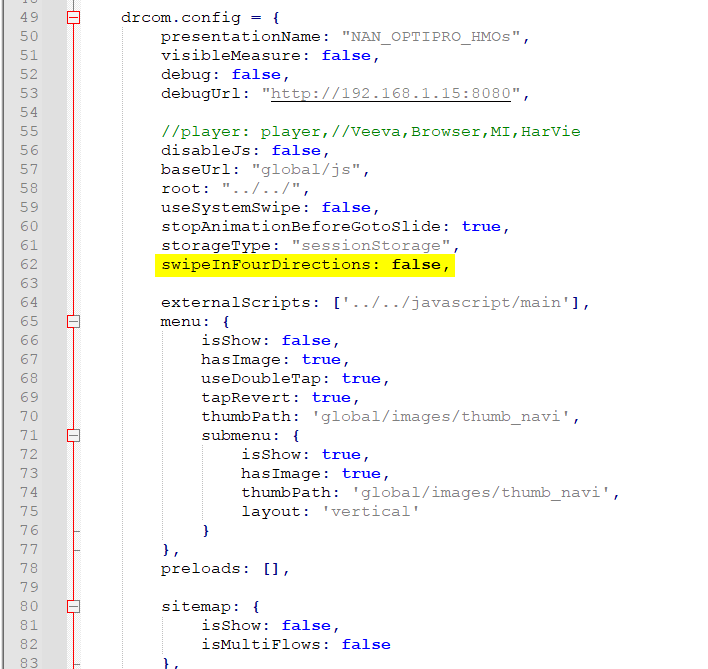 49 drcom.config = {
50 presentationName: "NAN_OPTIPRO_HMOs",
51 visibleMeasure: false,
52 debug: false,
53 debugUrl: "http://192.168.1.15:8080",
54
55 //player: player,//Veeva,Browser,MI,HarVie
56 disableJs: false,
57 baseUrl: "global/js",
58 root: "../../",
59 useSystemSwipe: false,
60 stopAnimationBeforeGotoSlide: true,
61 storageType: "sessionStorage",
62 swipeInFourDirections: false,
63
64 externalScripts: ['../../javascript/main'],
65 menu: {
66 isShow: false,
67 hasImage: true,
68 useDoubleTap: true,
69 tapRevert: true,
70 thumbPath: 'global/images/thumb_navi',
71 submenu: {
72 isShow: true,
73 hasImage: true,
74 thumbPath: 'global/images/thumb_navi',
75 layout: 'vertical'
76 }
77 },
78 preloads: [],
79
80 sitemap: {
81 isShow: false,
82 isMultiFlows: false
83 },